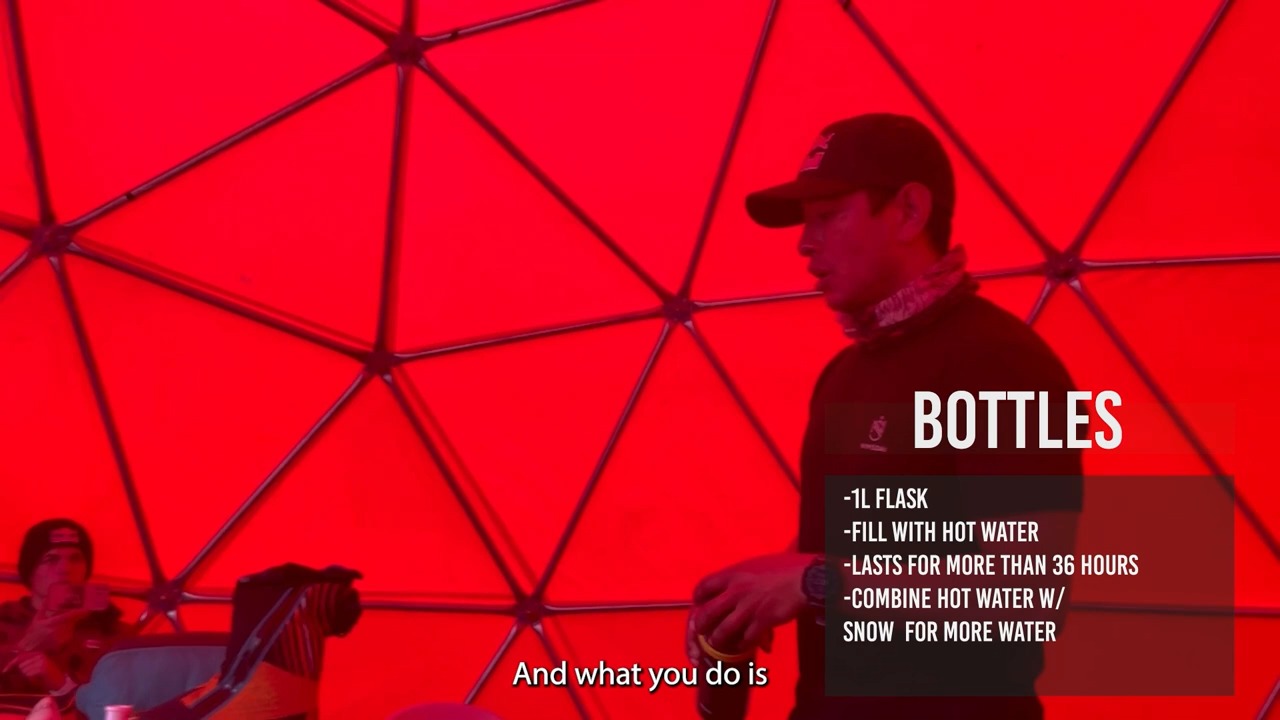 BOTTLES
-1L FLASK
-FILL WITH HOT WATER
-LASTS FOR MORE THAN 36 HOURS
-COMBINE HOT WATER W/
SNOW FOR MORE WATER
And what you do is